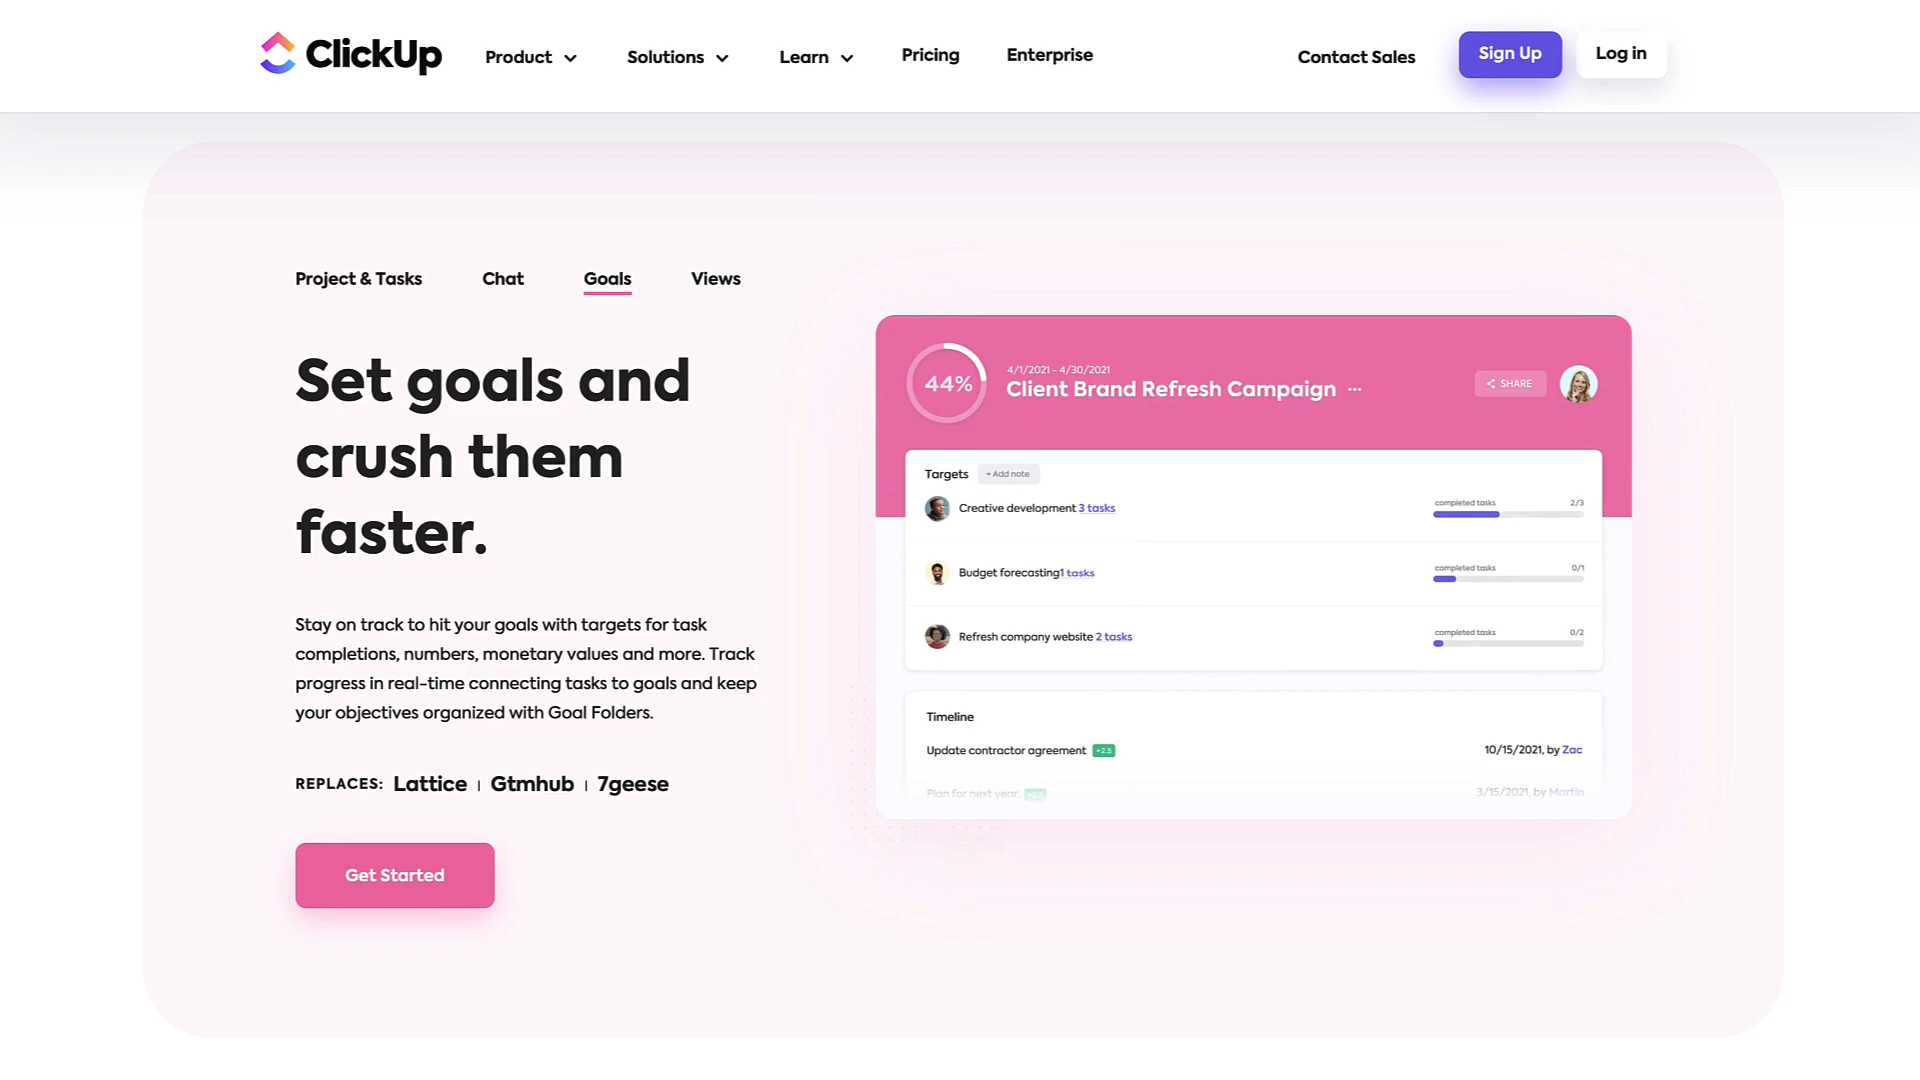 ClickUp
Product
Solutions
Learn
Pricing
Enterprise
Contact Sales
Sign Up
Log in
Project & Tasks
Chat
Goals
Views
Set goals and
crush them
faster.
Stay on track to hit your goals with targets for task
completions, numbers, monetary values and more. Track
progress in real-time connecting tasks to goals and keep
your objectives organized with Goal Folders.
REPLACES: Lattice | Gtmhub | 7geese
Get Started
44%
4/1/2021 - 4/30/2021
Client Brand Refresh Campaign ...
SHARE
Targets
+ Add note
Creative development 3 tasks
completed tasks 2/3
Budget forecasting1 tasks
completed tasks 0/1
Refresh company website 2 tasks
completed tasks 0/2
Timeline
Update contractor agreement +2.5
10/15/2021, by Zac
Plan for next year.
3/15/2021, by Martin